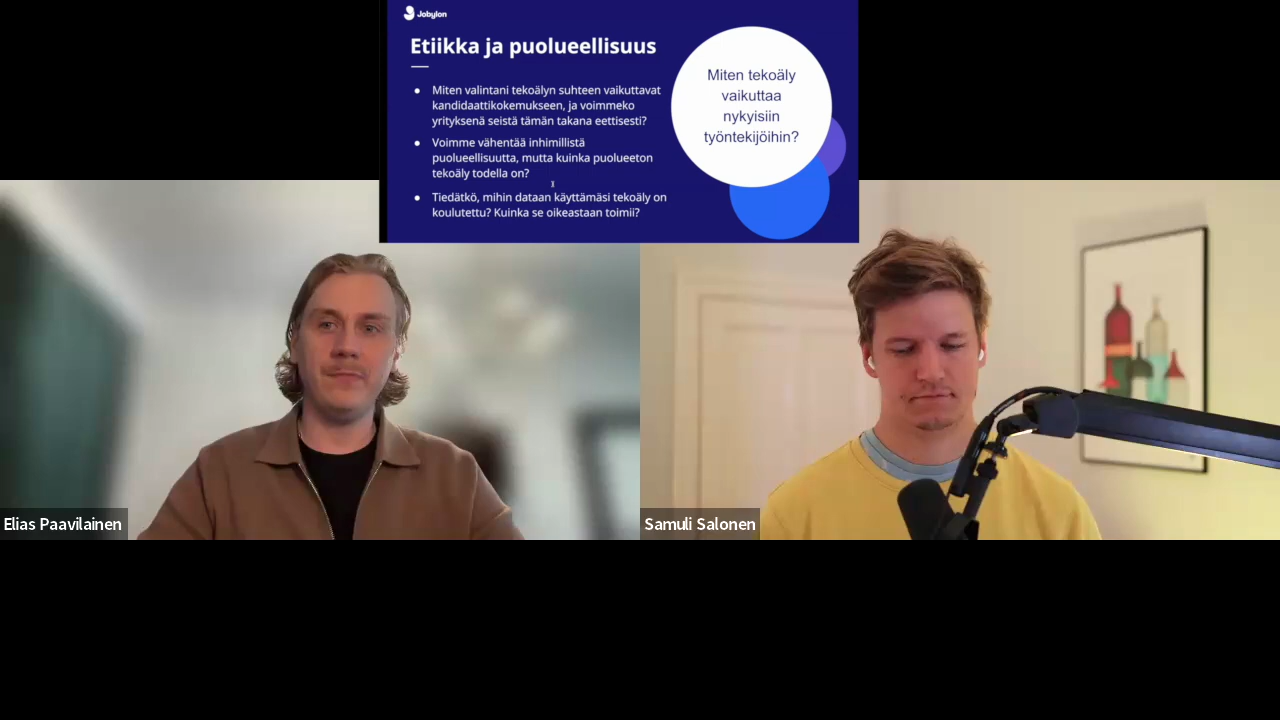 Jobylon
Etiikka ja puolueellisuus
● Miten valintani tekoälyn suhteen vaikuttavat
kandidaattikokemukseen, ja voimmeko
yrityksenä seistä tämän takana eettisesti?
● Voimme vähentää inhimillistä
puolueellisuutta, mutta kuinka puolueeton
tekoäly todella on?
● Tiedätkö, mihin dataan käyttämäsi tekoäly on
koulutettu? Kuinka se oikeastaan toimii?
Miten tekoäly
vaikuttaa
nykyisiin
työntekijöihin?
Elias Paavilainen
Samuli Salonen